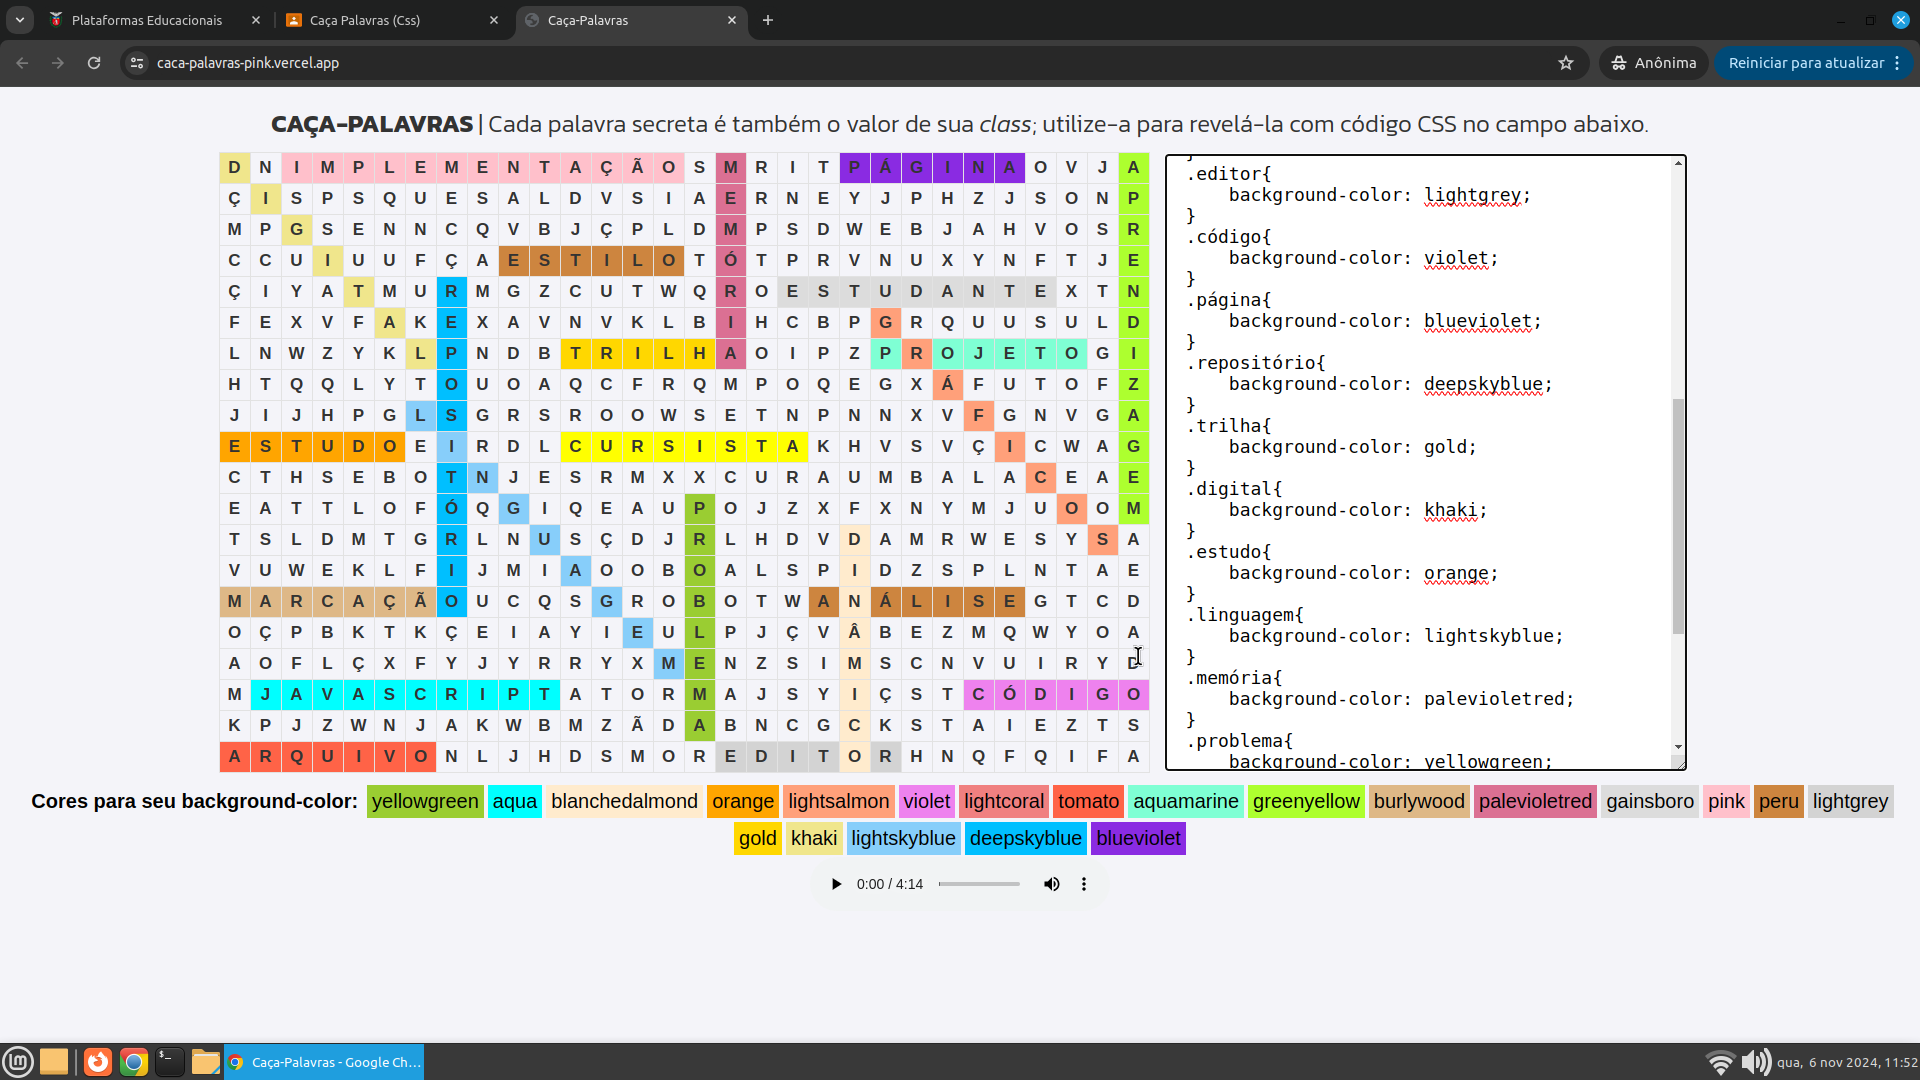 Plataformas Educacionais
Caça Palavras (Css)
Caça-Palavras
caca-palavras-pink.vercel.app
Anônima
Reiniciar para atualizar
CAÇA-PALAVRAS | Cada palavra secreta é também o valor de sua class; utilize-a para revelá-la com código CSS no campo abaixo.
D N I M P L E M E N T A Ç Ã O S M R I T P Á G I N A O V J A
Ç I S P S Q U E S A L D V S I A E R N E Y J P H Z J S O N P
M P G S E N N C Q V B J Ç P L D M P S D W E B J A H V O S R
C C U I U U F Ç A E S T I L O T Ó T P R V N U X Y N F T J E
Ç I Y A T M U R M G Z C U T W Q R O E S T U D A N T E X T N
F E X V F A K E X A V N V K L B I H C B P G R Q U U S U L D
L N W Z Y K L P N D B T R I L H A O I P Z P R O J E T O G I
H T Q Q L Y T O U O A Q C F R Q M P O Q E G X Á F U T O F Z
J I J H P G L S G R S R O O W S E T N P N N X V F G N V G A
E S T U D O E I R D L C U R S I S T A K H V S V Ç I C W A G
C T H S E B O T N J E S R M X X C U R A U M B A L A C E A E
E A T T L O F Ó Q G I Q E A U P O J Z X F X N Y M J U O O M
T S L D M T G R L N U S Ç D J R L H D V D A M R W E S Y S A
V U W E K L F I J M I A O O B O A L S P I D Z S P L N T A E
M A R C A Ç Ã O U C Q S G R O B O T W A N Á L I S E G T C D
O Ç P B K T K Ç E I A Y I E U L P J Ç V Â B E Z M Q W Y O A
A O F L Ç X F Y J Y R R Y X M E N Z S I M S C N V U I R Y D
M J A V A S C R I P T A T O R M A J S Y I Ç S T C Ó D I G O
K P J Z W N J A K W B M Z Ã D A B N C G C K S T A I E Z T S
A R Q U I V O N L J H D S M O R E D I T O R H N Q F Q I F A
}
.editor{
background-color: lightgrey;
}
.código{
background-color: violet;
}
.página{
background-color: blueviolet;
}
.repositório{
background-color: deepskyblue;
}
.trilha{
background-color: gold;
}
.digital{
background-color: khaki;
}
.estudo{
background-color: orange;
}
.linguagem{
background-color: lightskyblue;
}
.memória{
background-color: palevioletred;
}
.problema{
background-color: yellowgreen;
Cores para seu background-color: yellowgreen aqua blanchedalmond orange lightsalmon violet lightcoral tomato aquamarine greenyellow burlywood palevioletred gainsboro pink peru lightgrey
gold khaki lightskyblue deepskyblue blueviolet
0:00 / 4:14
Caça-Palavras - Google Ch...
qua, 6 nov 2024, 11:52